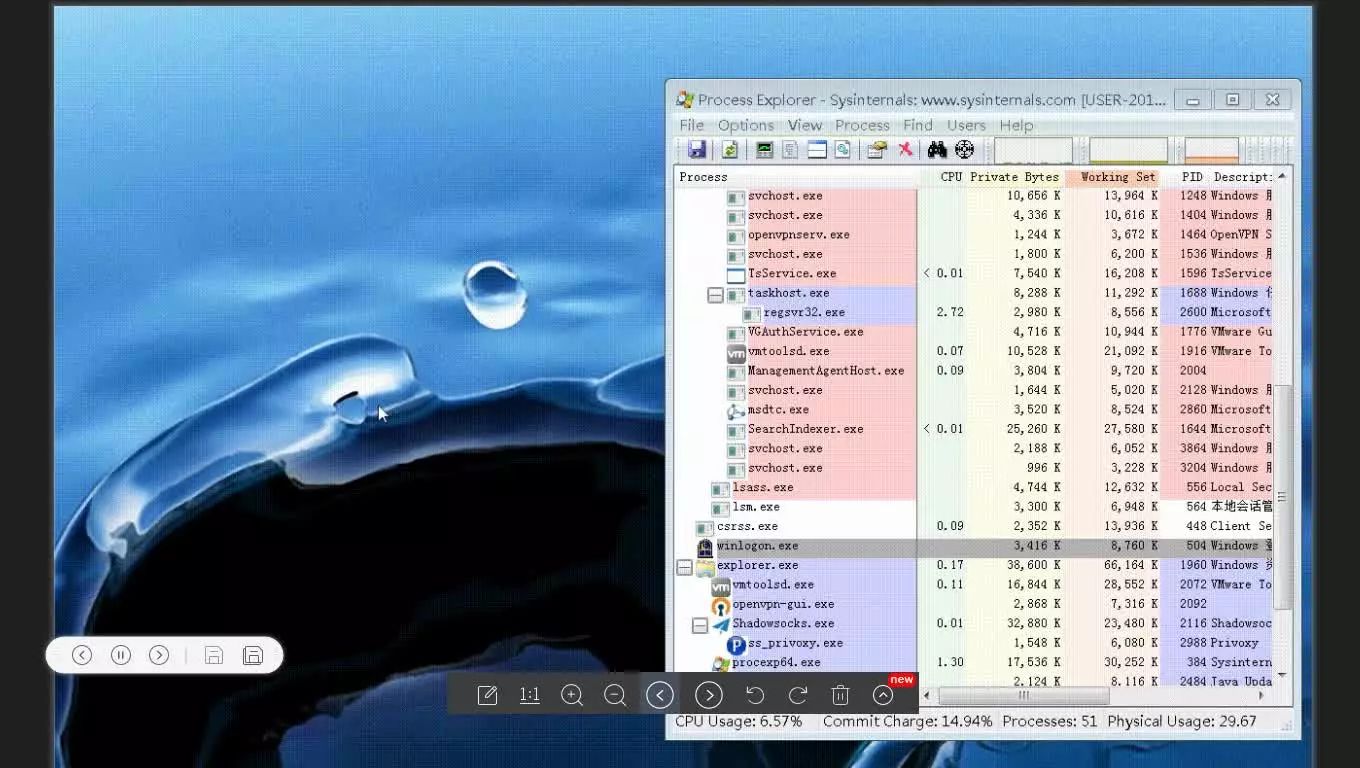 Process Explorer - Sysinternals: www.sysinternals.com [USER-201...
File Options View Process Find Users Help
Process CPU Private Bytes Working Set PID Descript
svchost.exe 10,656 K 13,964 K 1248 Windows
svchost.exe 4,336 K 10,616 K 1404 Windows
openvpnserv.exe 1,244 K 3,672 K 1464 OpenVPN S
svchost.exe 1,800 K 6,200 K 1536 Windows
TsService.exe < 0.01 7,540 K 16,208 K 1596 TsService
taskhost.exe 8,288 K 11,292 K 1688 Windows
regsvr32.exe 2.72 2,980 K 8,556 K 2600 Microsoft
VGAuthService.exe 4,716 K 10,944 K 1776 VMware Gu
vmtoolsd.exe 0.07 10,528 K 21,092 K 1916 VMware To
ManagementAgentHost.exe 0.09 3,804 K 9,720 K 2004
svchost.exe 1,644 K 5,020 K 2128 Windows
msdtc.exe 3,520 K 8,524 K 2860 Microsoft
SearchIndexer.exe < 0.01 25,260 K 27,580 K 1644 Microsoft
svchost.exe 2,188 K 6,052 K 3864 Windows
svchost.exe 996 K 3,228 K 3204 Windows
lsass.exe 4,744 K 12,632 K 556 Local Sec
lsm.exe 3,300 K 6,948 K 564 本地会话管
csrss.exe 0.09 2,352 K 13,936 K 448 Client Se
winlogon.exe 3,416 K 8,760 K 504 Windows
explorer.exe 0.17 38,600 K 66,164 K 1960 Windows
vmtoolsd.exe 0.11 16,844 K 28,552 K 2072 VMware To
openvpn-gui.exe 2,868 K 7,316 K 2092
Shadowsocks.exe 0.01 32,880 K 23,480 K 2116 Shadowsoc
ss_privoxy.exe 1,548 K 6,080 K 2988 Privoxy
procexp64.exe 1.30 17,536 K 30,252 K 384 Sysintern
2,124 K 8,116 K 2484 Java Upda
1:1 new
CPU Usage: 6.57% Commit Charge: 14.94% Processes: 51 Physical Usage: 29.67